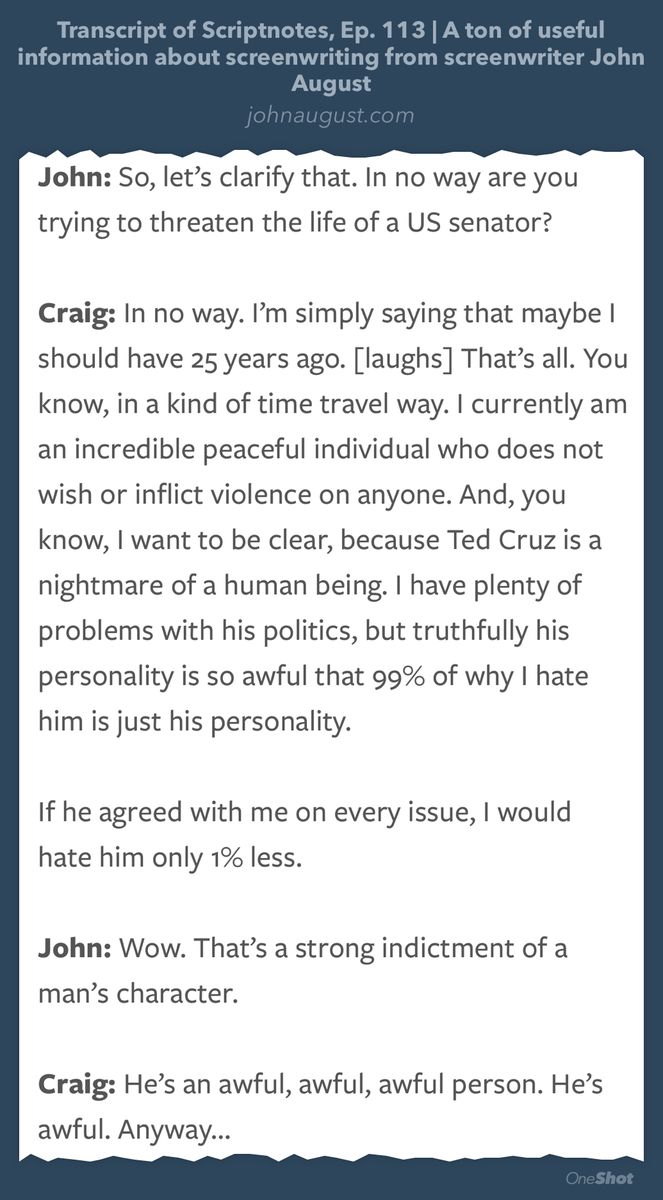 Transcript of Scriptnotes, Ep. 113 | A ton of useful
information about screenwriting from screenwriter John
August
johnaugust.com
John: So, let’s clarify that. In no way are you
trying to threaten the life of a US senator?
Craig: In no way. I’m simply saying that maybe I
should have 25 years ago. [laughs] That’s all. You
know, in a kind of time travel way. I currently am
an incredible peaceful individual who does not
wish or inflict violence on anyone. And, you
know, I want to be clear, because Ted Cruz is a
nightmare of a human being. I have plenty of
problems with his politics, but truthfully his
personality is so awful that 99% of why I hate
him is just his personality.
If he agreed with me on every issue, I would
hate him only 1% less.
John: Wow. That’s a strong indictment of a
man’s character.
Craig: He’s an awful, awful, awful person. He’s
awful. Anyway...
OneShot